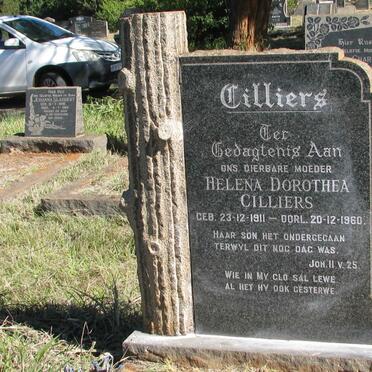 Cilliers
Ter
Gedagtenis Aan
ONS DIERBARE MOEDER
HELENA DOROTHEA
CILLIERS
GEB. 23-12-1911 — OORL. 20-12-1960.
HAAR SON HET ONDERGEGAAN
TERWYL DIT NOG DAG WAS.
JOH. 11 V. 25.
WIE IN MY GLO SAL LEWE
AL HET HY OOK GESTERWE.
Hier Rus